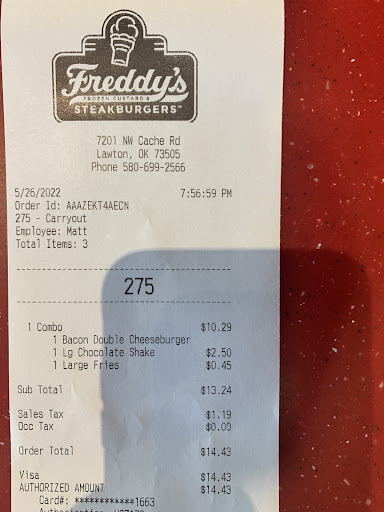 Freddy's
FROZEN CUSTARD &
STEAKBURGERS™
7201 NW Cache Rd
Lawton, OK 73505
Phone 580-699-2566
5/26/2022 7:56:59 PM
Order Id: AAAZEKT4AECN
275 - Carryout
Employee: Matt
Total Items: 3
275
1 Combo $10.29
1 Bacon Double Cheeseburger
1 Lg Chocolate Shake $2.50
1 Large Fries $0.45
Sub Total $13.24
Sales Tax $1.19
Occ Tax $0.00
Order Total $14.43
Visa $14.43
AUTHORIZED AMOUNT $14.43
Card#: ************1663